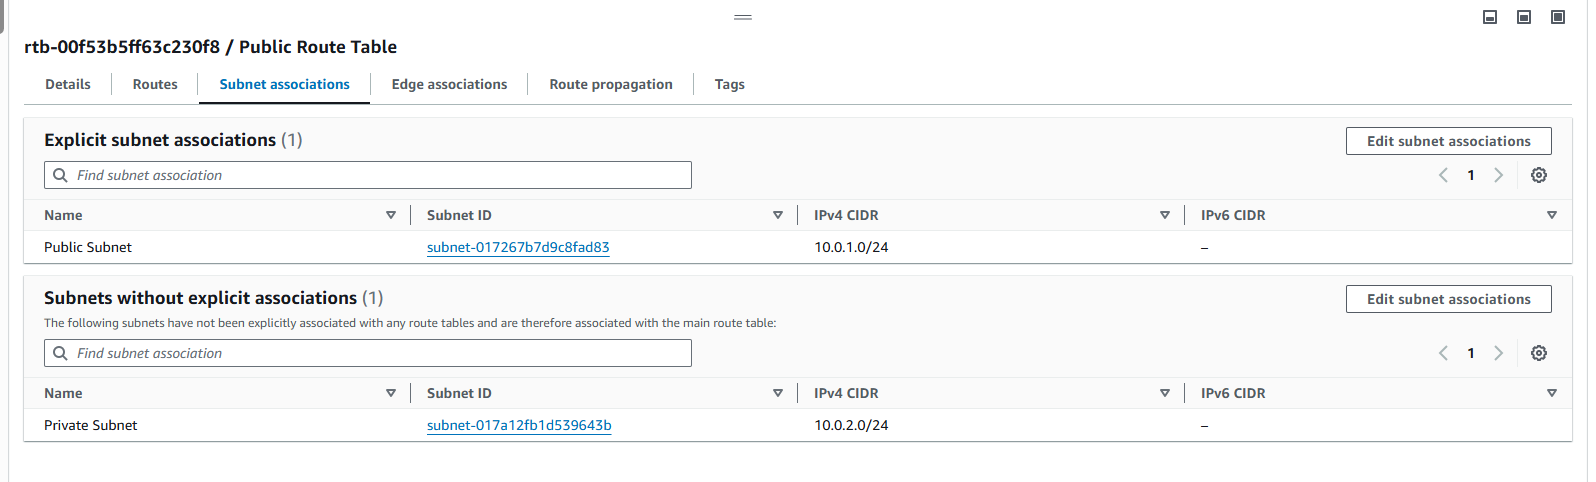 rtb-00f53b5ff63c230f8 / Public Route Table
Details Routes Subnet associations Edge associations Route propagation Tags
Explicit subnet associations (1)
Edit subnet associations
Find subnet association
1
Name Subnet ID IPv4 CIDR IPv6 CIDR
Public Subnet subnet-017267b7d9c8fad83 10.0.1.0/24 –
Subnets without explicit associations (1)
Edit subnet associations
The following subnets have not been explicitly associated with any route tables and are therefore associated with the main route table:
Find subnet association
1
Name Subnet ID IPv4 CIDR IPv6 CIDR
Private Subnet subnet-017a12fb1d539643b 10.0.2.0/24 –